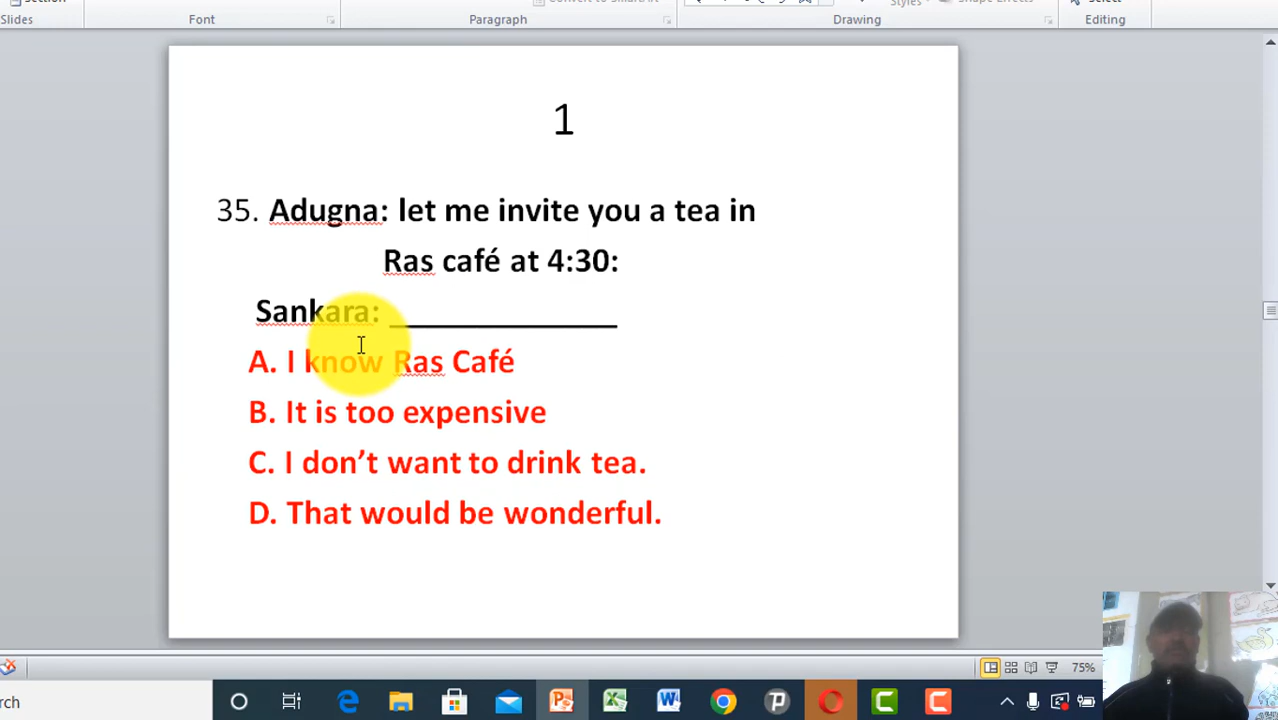 Slides
Font
Paragraph
Drawing
Editing
1
35. Adugna: let me invite you a tea in
Ras café at 4:30:
Sankara: ______________
A. I know Ras Café
B. It is too expensive
C. I don't want to drink tea.
D. That would be wonderful.
75%
rch